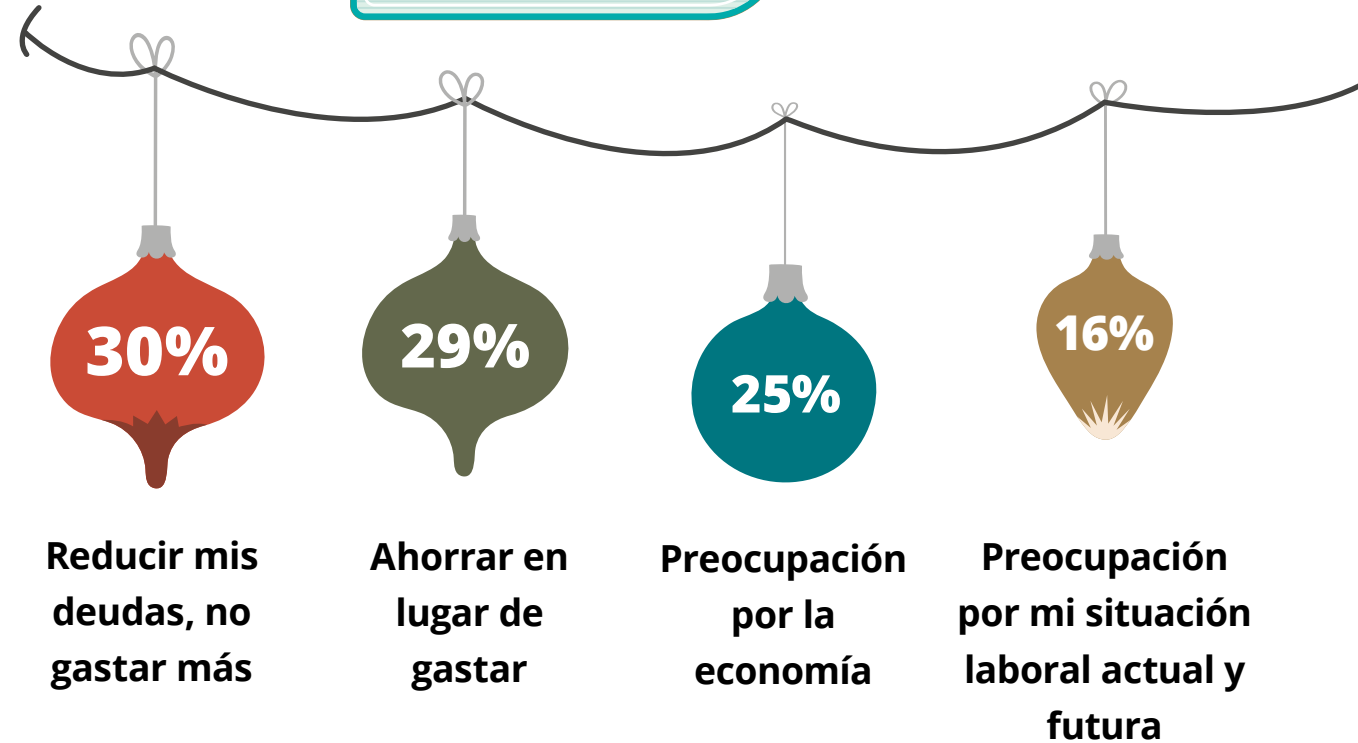 30%
29%
25%
16%
Reducir mis
deudas, no
gastar más
Ahorrar en
lugar de
gastar
Preocupación
por la
economía
Preocupación
por mi situación
laboral actual y
futura